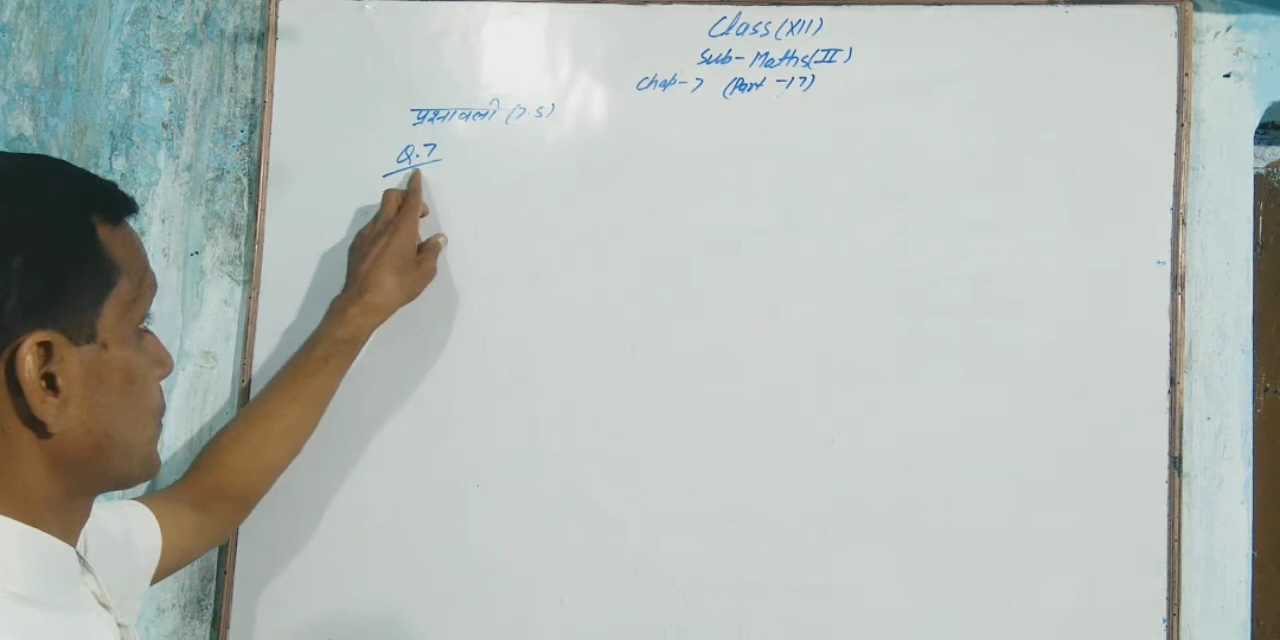 Class (XII)
Sub- Maths (II)
Chap-7 (Part -17)
प्रश्नावली (7.5)
Q.7